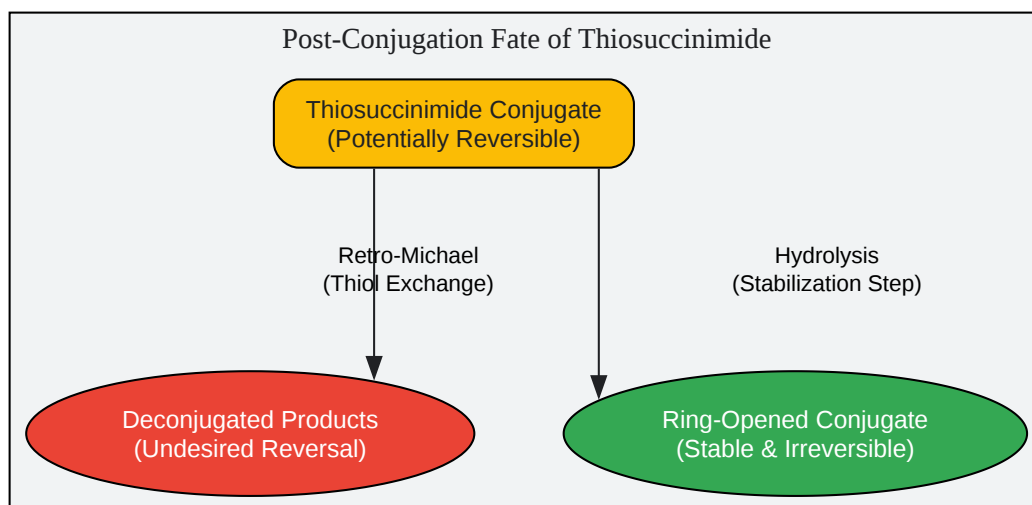 Post-Conjugation Fate of Thiosuccinimide
Thiosuccinimide Conjugate
(Potentially Reversible)
Retro-Michael
(Thiol Exchange)
Hydrolysis
(Stabilization Step)
Deconjugated Products
(Undesired Reversal)
Ring-Opened Conjugate
(Stable & Irreversible)